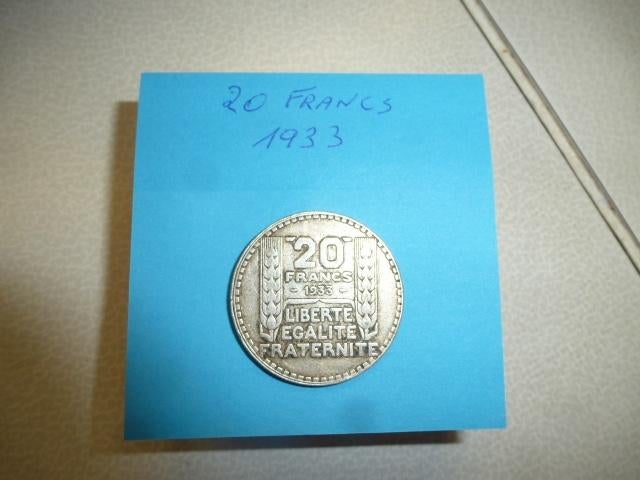 20 FRANCS
1933
20
FRANCS
1933
LIBERTE
EGALITE
FRATERNITE